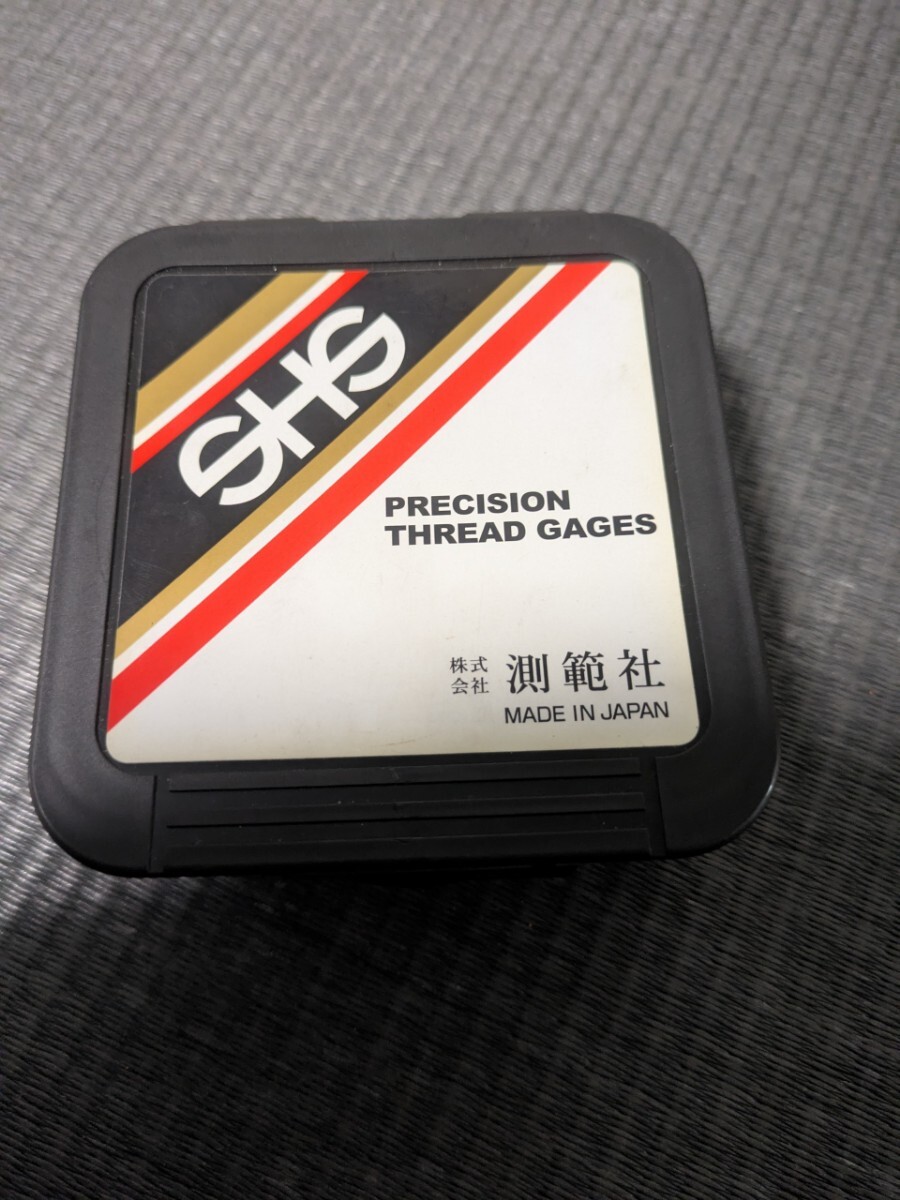 SHS
PRECISION
THREAD GAGES
株式
会社 測範社
MADE IN JAPAN